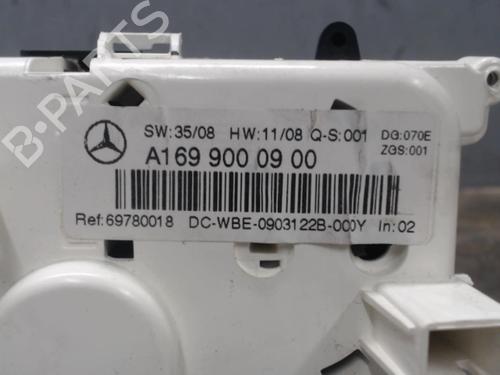 B-PARTS
SW:35/08 HW:11/08 Q-S:001 DG:070E
ZGS:001
A169 900 09 00
Ref:69780018 DC-WBE-0903122B-000Y In:02